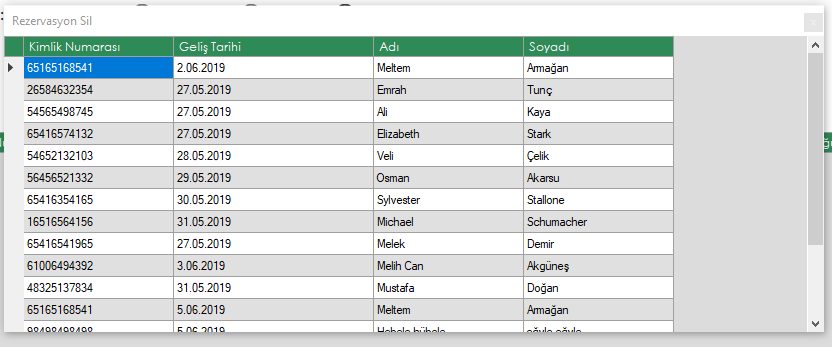 Rezervasyon Sil
Kimlik Numarası Geliş Tarihi Adı Soyadı
65165168541 2.06.2019 Meltem Armağan
26584632354 27.05.2019 Emrah Tunç
54565498745 27.05.2019 Ali Kaya
65416574132 27.05.2019 Elizabeth Stark
54652132103 28.05.2019 Veli Çelik
56456521332 29.05.2019 Osman Akarsu
65416354165 30.05.2019 Sylvester Stallone
16516564156 31.05.2019 Michael Schumacher
65416541965 27.05.2019 Melek Demir
61006494392 3.06.2019 Melih Can Akgüneş
48325137834 31.05.2019 Mustafa Doğan
65165168541 5.06.2019 Meltem Armağan
98498498498 5.06.2019 Hebele hübele